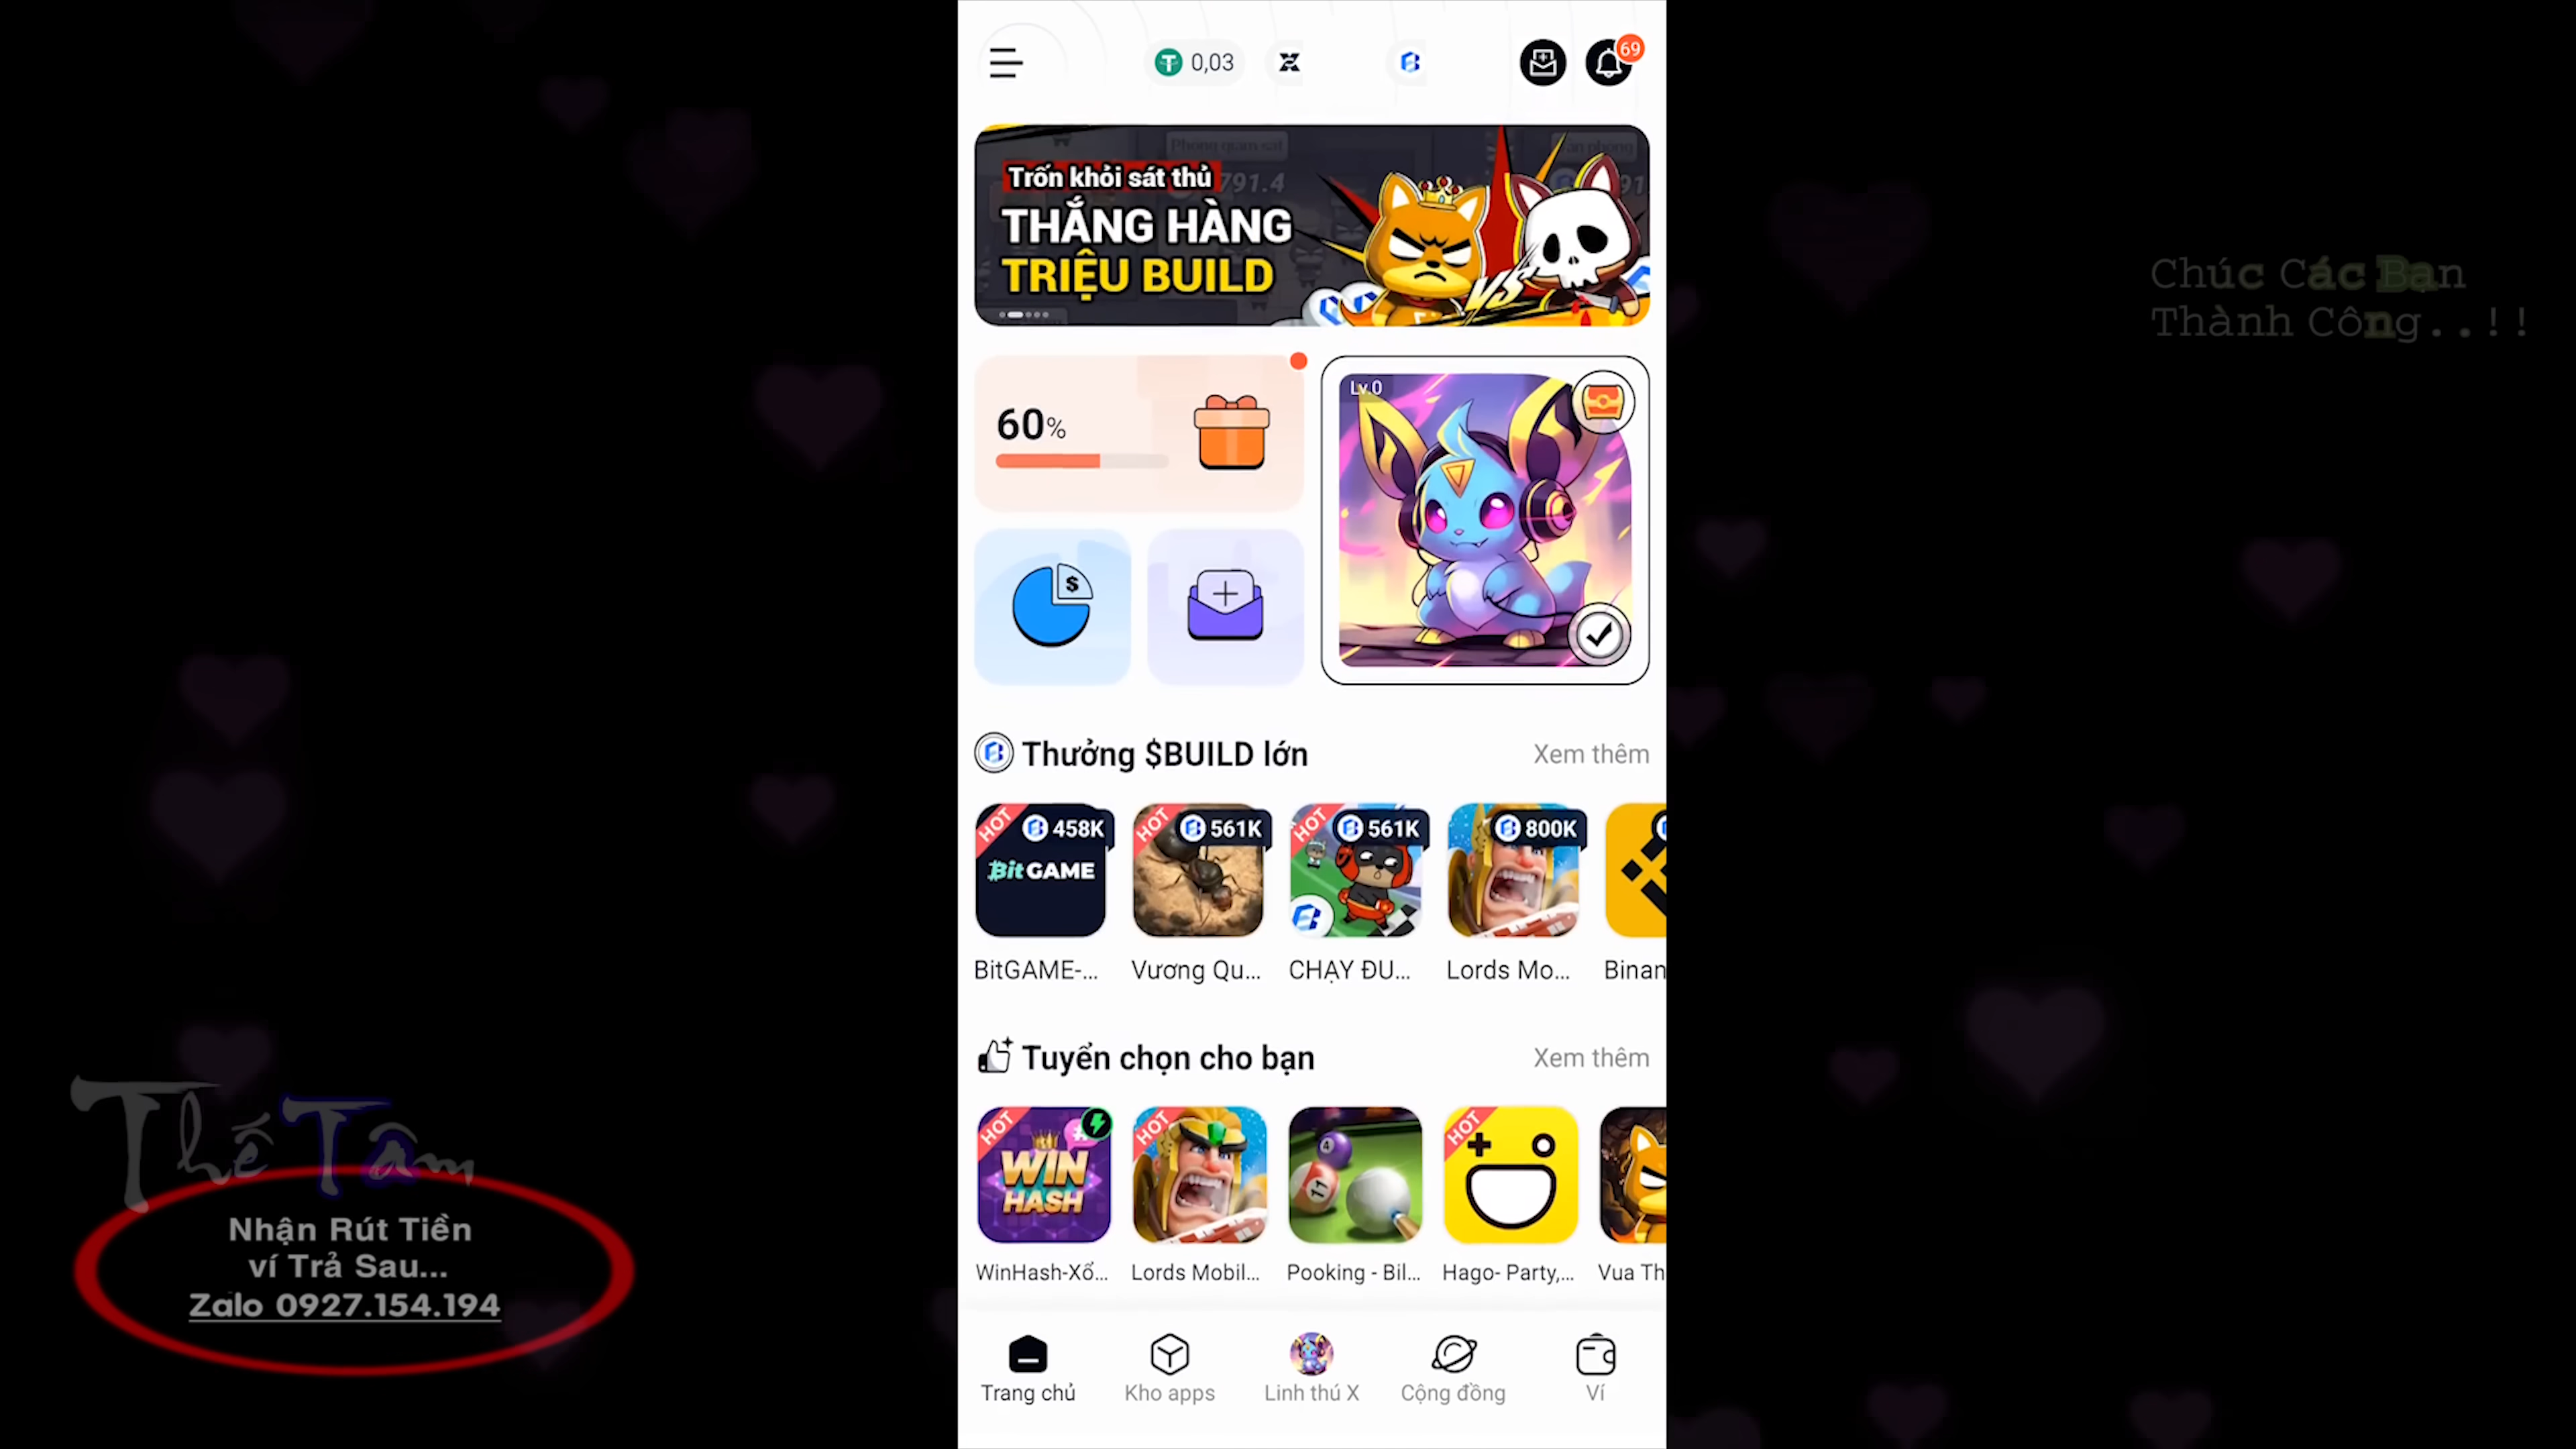 0,03
69
Trốn khỏi sát thủ
THẮNG HÀNG
TRIỆU BUILD
VS
Chúc Các Bạn
Thành Công..!!
60%
Lv.0
$
Thưởng $BUILD lớn
Xem thêm
HOT 458K
HOT 561K
HOT 561K
800K
BitGAME
BitGAME-...
Vương Qu...
CHẠY ĐU...
Lords Mo...
Binan
Tuyển chọn cho bạn
Xem thêm
HOT
HOT
HOT
WIN
HASH
4
11
WinHash-Xổ...
Lords Mobil...
Pooking - Bil...
Hago- Party,...
Vua Th
Thế Tâm
Nhận Rút Tiền
ví Trả Sau...
Zalo 0927.154.194
Trang chủ
Kho apps
Linh thú X
Cộng đồng
Ví